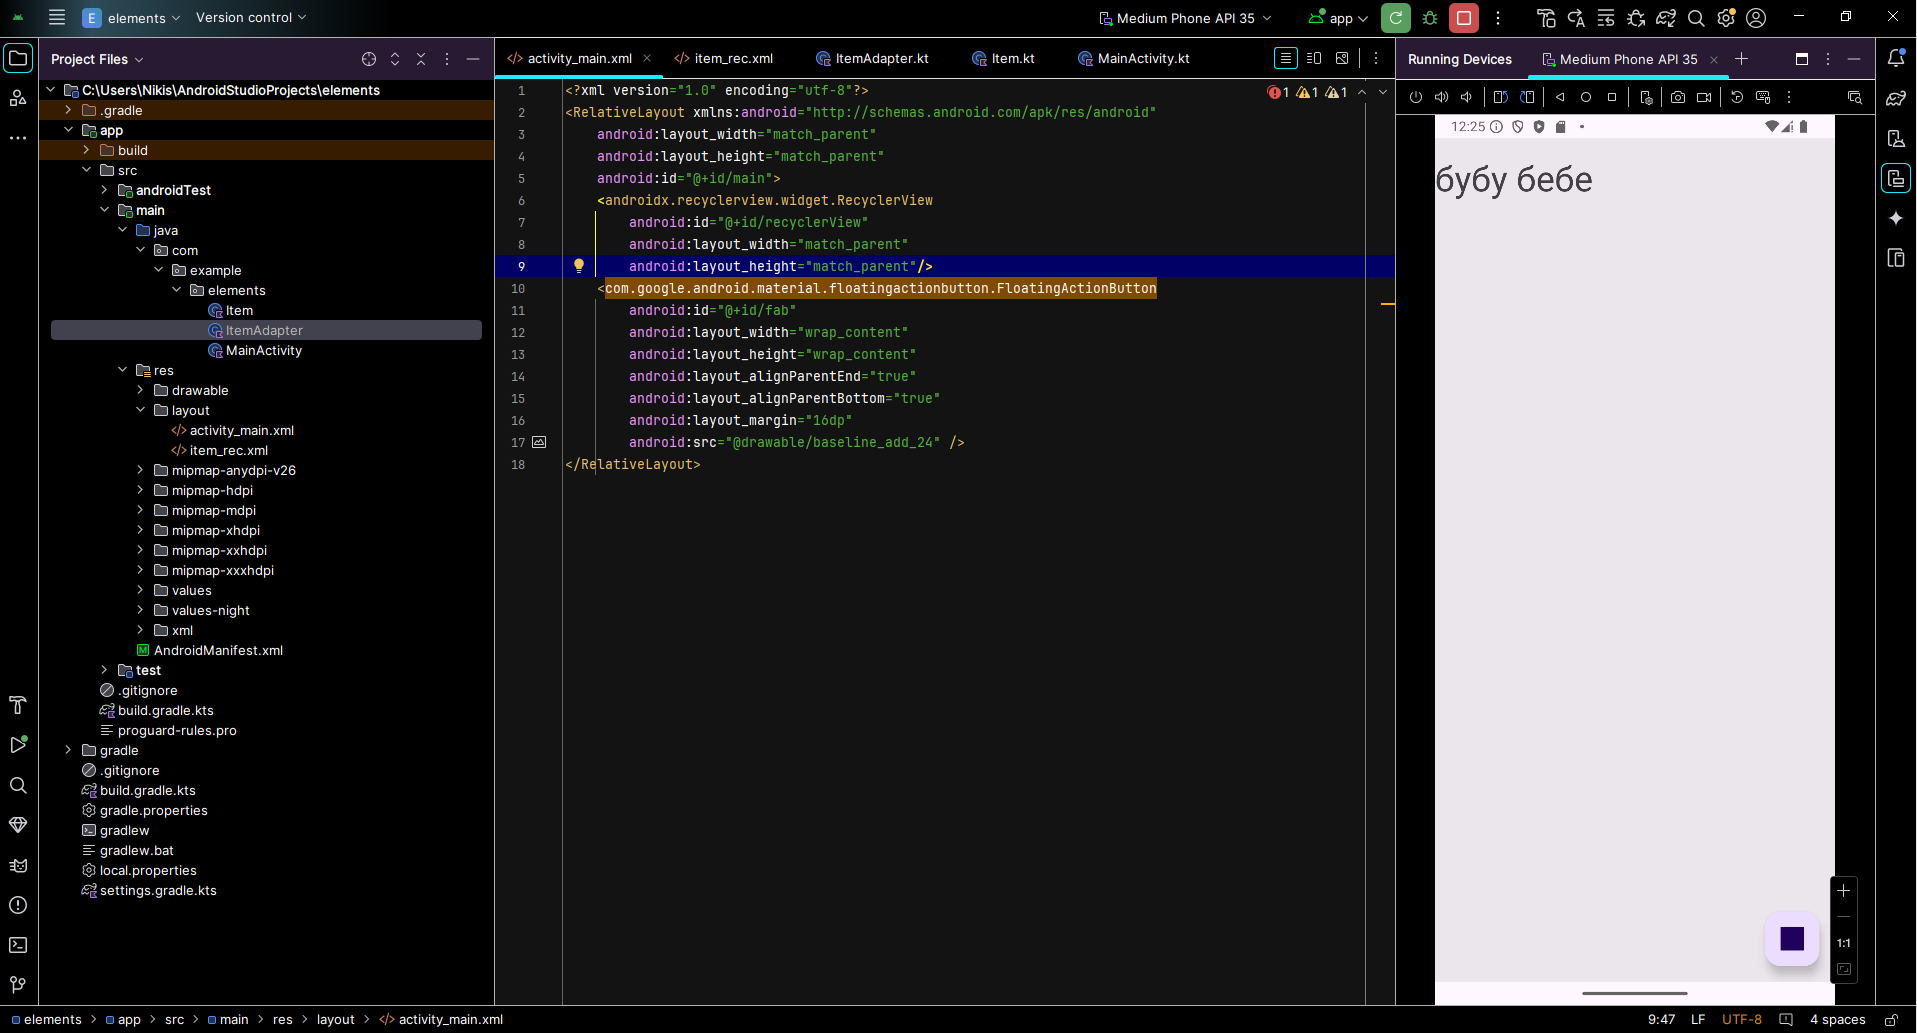 E elements Version control Medium Phone API 35 app
Project Files
activity_main.xml item_rec.xml ItemAdapter.kt Item.kt MainActivity.kt
Running Devices Medium Phone API 35
C:\Users\Nikis\AndroidStudioProjects\elements
.gradle
app
build
src
androidTest
main
java
com
example
elements
Item
ItemAdapter
MainActivity
res
drawable
layout
activity_main.xml
item_rec.xml
mipmap-anydpi-v26
mipmap-hdpi
mipmap-mdpi
mipmap-xhdpi
mipmap-xxhdpi
mipmap-xxxhdpi
values
values-night
xml
M AndroidManifest.xml
test
.gitignore
build.gradle.kts
proguard-rules.pro
gradle
.gitignore
build.gradle.kts
gradle.properties
gradlew
gradlew.bat
local.properties
settings.gradle.kts
1 <?xml version="1.0" encoding="utf-8"?>
2 <RelativeLayout xmlns:android="http://schemas.android.com/apk/res/android"
3 android:layout_width="match_parent"
4 android:layout_height="match_parent"
5 android:id="@+id/main">
6 <androidx.recyclerview.widget.RecyclerView
7 android:id="@+id/recyclerView"
8 android:layout_width="match_parent"
9 android:layout_height="match_parent"/>
10 <com.google.android.material.floatingactionbutton.FloatingActionButton
11 android:id="@+id/fab"
12 android:layout_width="wrap_content"
13 android:layout_height="wrap_content"
14 android:layout_alignParentEnd="true"
15 android:layout_alignParentBottom="true"
16 android:layout_margin="16dp"
17 android:src="@drawable/baseline_add_24" />
18 </RelativeLayout>
1 1 1
12:25
бубу бебе
1:1
elements > app > src > main > res > layout > activity_main.xml
9:47 LF UTF-8 4 spaces